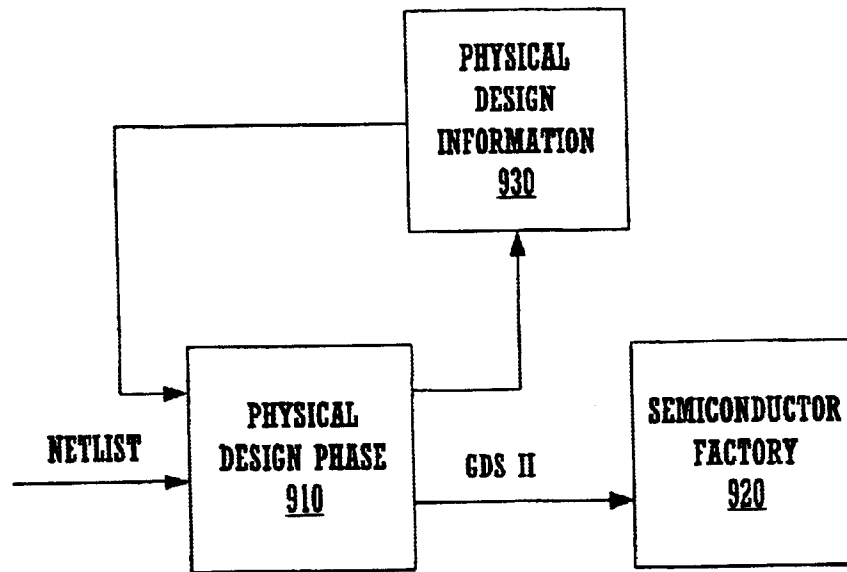 PHYSICAL
DESIGN
INFORMATION
930
NETLIST
PHYSICAL
DESIGN PHASE
910
GDS II
SEMICONDUCTOR
FACTORY
920